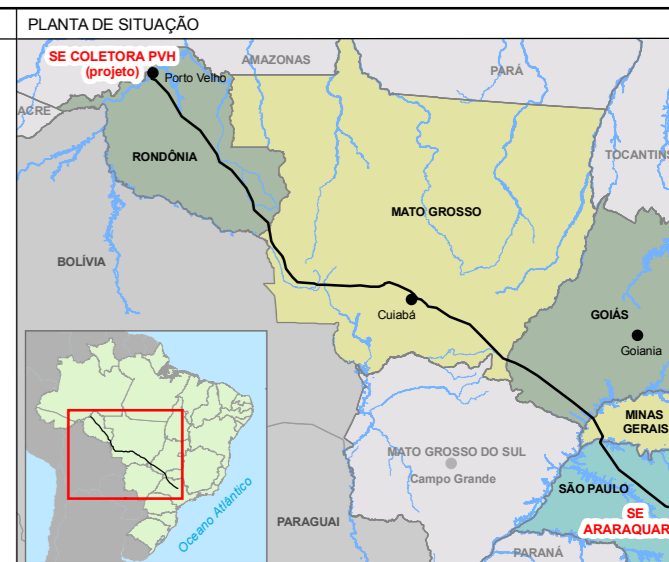 PLANTA DE SITUAÇÃO
SE COLETORA PVH
(projeto)
Porto Velho
AMAZONAS
PARÁ
ACRE
TOCANTINS
RONDÔNIA
MATO GROSSO
BOLÍVIA
Cuiabá
GOIÁS
Goiania
MINAS
GERAIS
MATO GROSSO DO SUL
Campo Grande
SÃO PAULO
SE
ARARAQUAR
PARAGUAI
PARANÁ
Oceano Atlântico